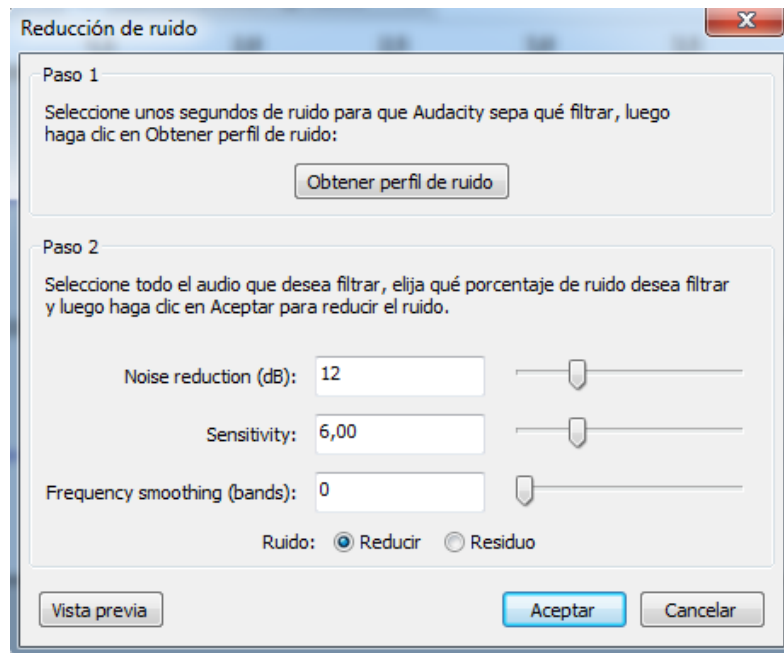 Reducción de ruido
Paso 1
Seleccione unos segundos de ruido para que Audacity sepa qué filtrar, luego
haga clic en Obtener perfil de ruido:
Obtener perfil de ruido
Paso 2
Seleccione todo el audio que desea filtrar, elija qué porcentaje de ruido desea filtrar
y luego haga clic en Aceptar para reducir el ruido.
Noise reduction (dB): 12
Sensitivity: 6,00
Frequency smoothing (bands): 0
Ruido: Reducir Residuo
Vista previa Aceptar Cancelar